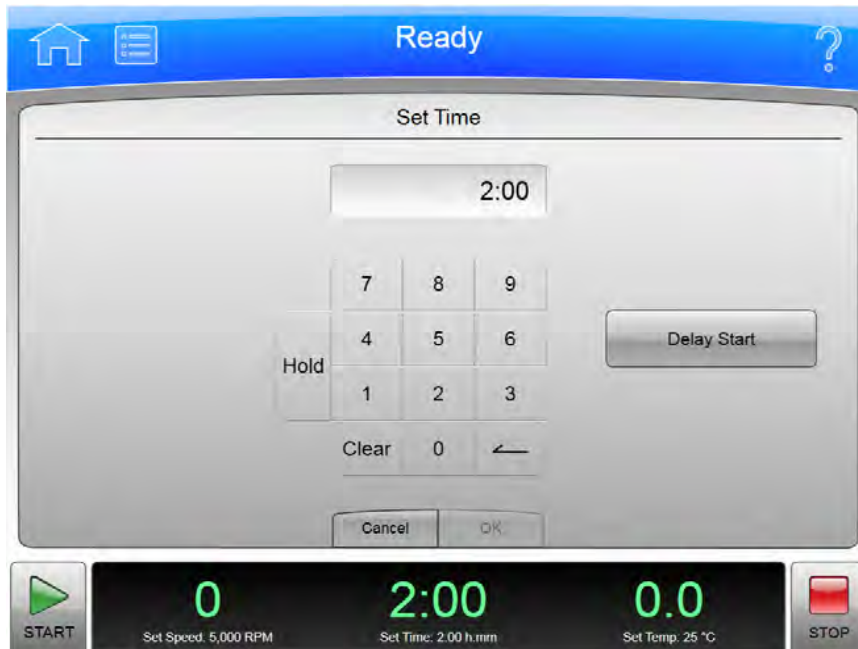 Ready
Set Time
2:00
7 8 9
4 5 6
Hold
1 2 3
Clear 0
Delay Start
Cancel OK
START
0
Set Speed: 5,000 RPM
2:00
Set Time: 2:00 h:mm
0.0
Set Temp: 25 °C
STOP